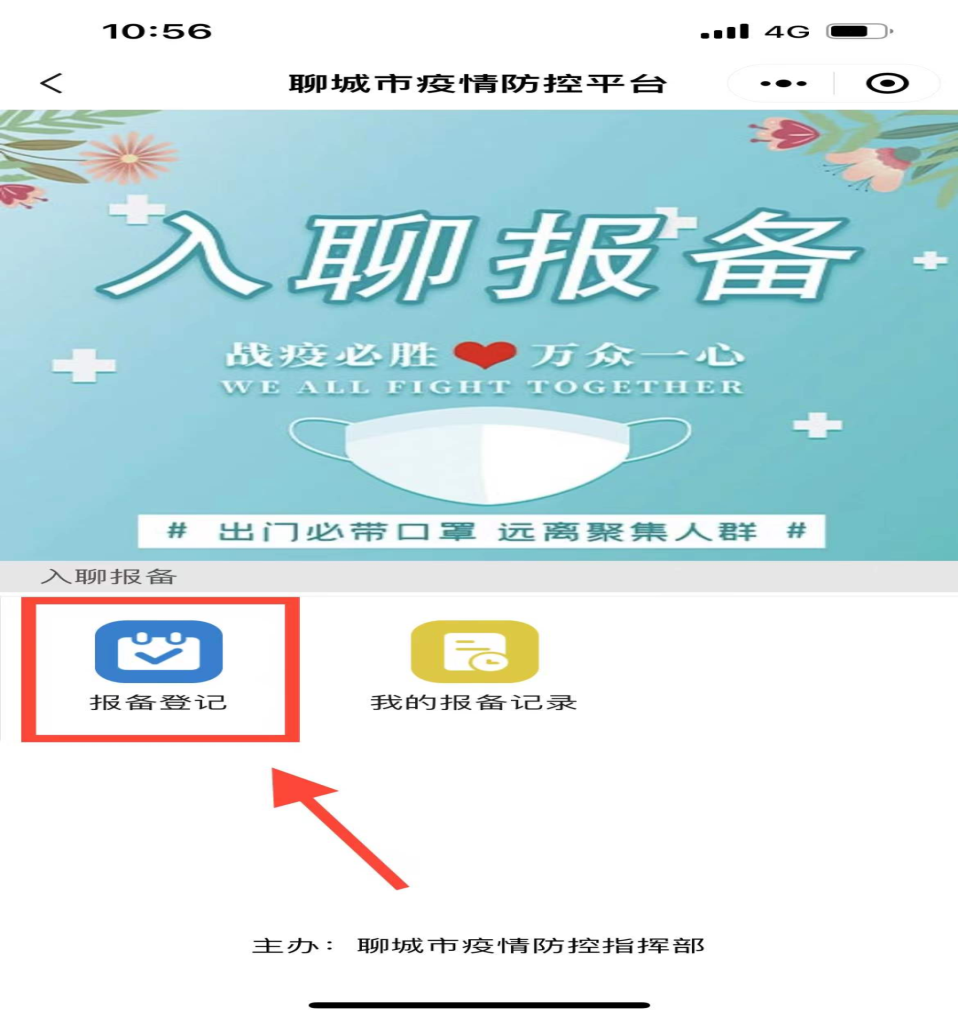 10:56 4G
聊城市疫情防控平台
入聊报备
战疫必胜 万众一心
WE ALL FIGHT TOGETHER
# 出门必带口罩 远离聚集人群 #
入聊报备
报备登记 我的报备记录
主办：聊城市疫情防控指挥部